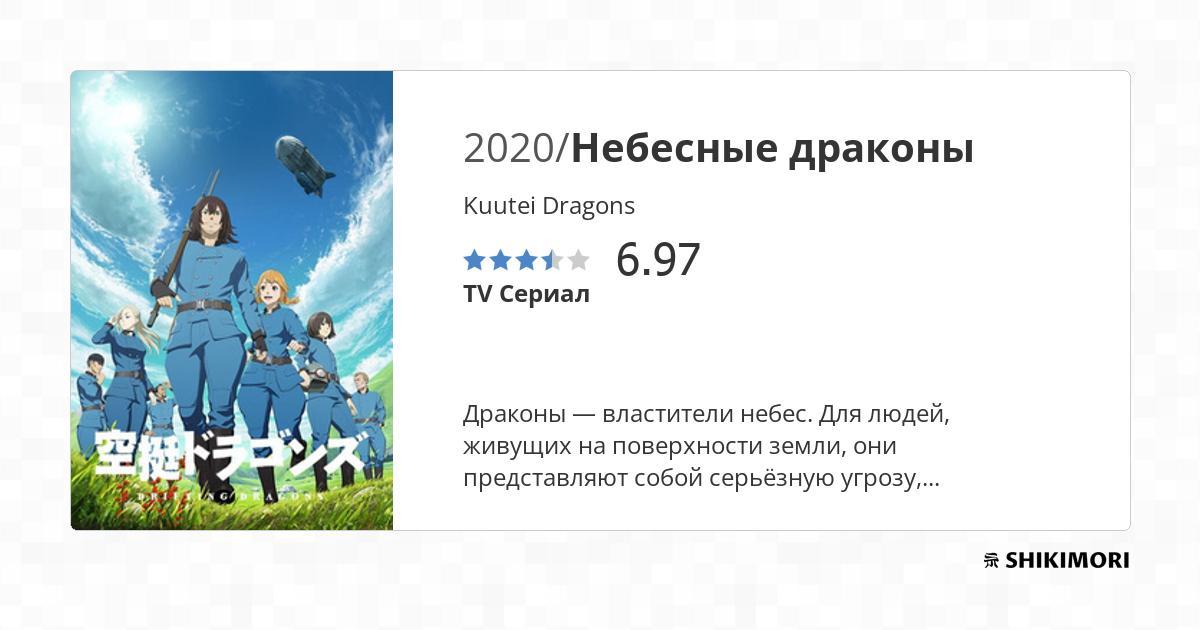 2020/Небесные драконы
Kuutei Dragons
6.97
TV Сериал
Драконы — властители небес. Для людей,
живущих на поверхности земли, они
представляют собой серьёзную угрозу,...
空挺ドラゴンズ
DRIFTING DRAGONS
SHIKIMORI